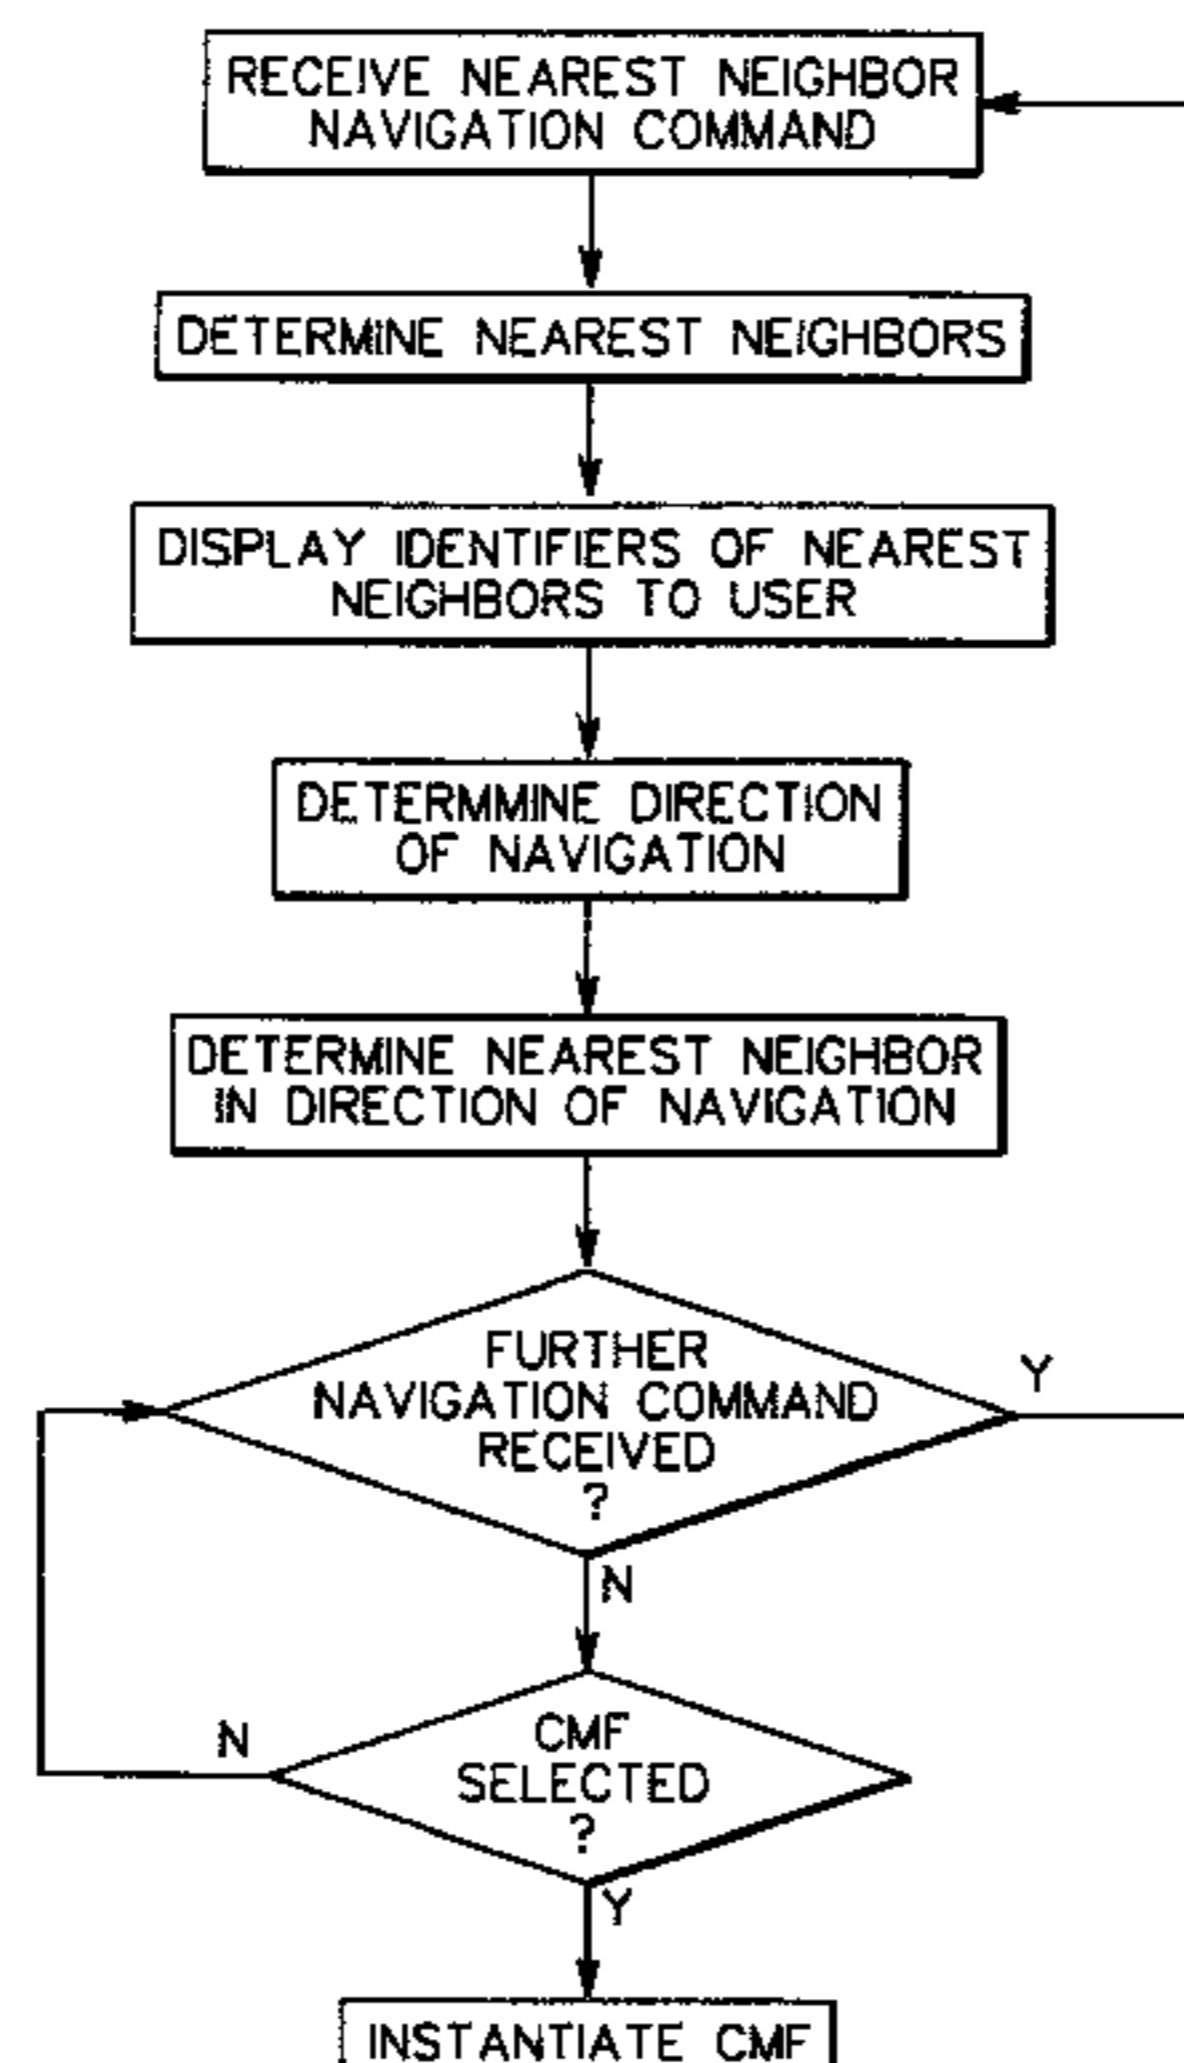 RECEIVE NEAREST NEIGHBOR
NAVIGATION COMMAND
DETERMINE NEAREST NEIGHBORS
DISPLAY IDENTIFIERS OF NEAREST
NEIGHBORS TO USER
DETERMMINE DIRECTION
OF NAVIGATION
DETERMINE NEAREST NEIGHBOR
IN DIRECTION OF NAVIGATION
FURTHER
NAVIGATION COMMAND
RECEIVED
?
Y
N
CMF
SELECTED
?
N
Y
INSTANTIATE CMF